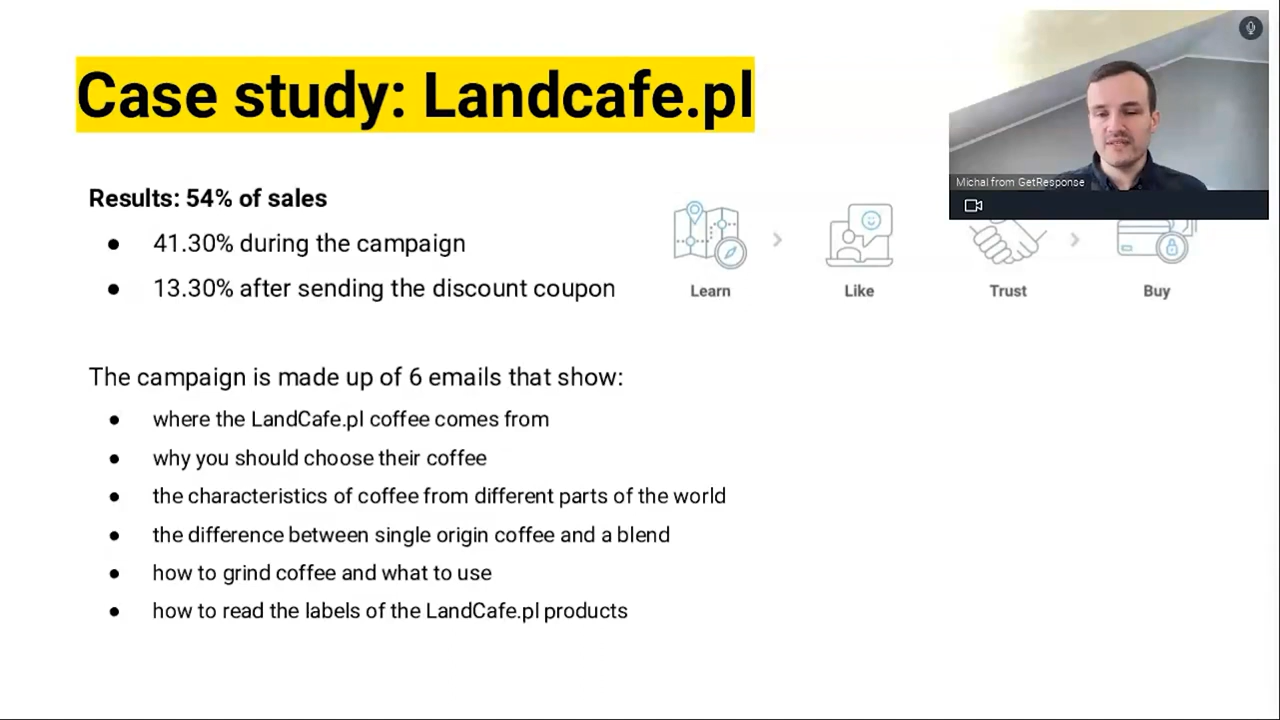 Case study: Landcafe.pl
Michal from GetResponse
Results: 54% of sales
● 41.30% during the campaign
● 13.30% after sending the discount coupon
Learn
Like
Trust
Buy
The campaign is made up of 6 emails that show:
● where the LandCafe.pl coffee comes from
● why you should choose their coffee
● the characteristics of coffee from different parts of the world
● the difference between single origin coffee and a blend
● how to grind coffee and what to use
● how to read the labels of the LandCafe.pl products